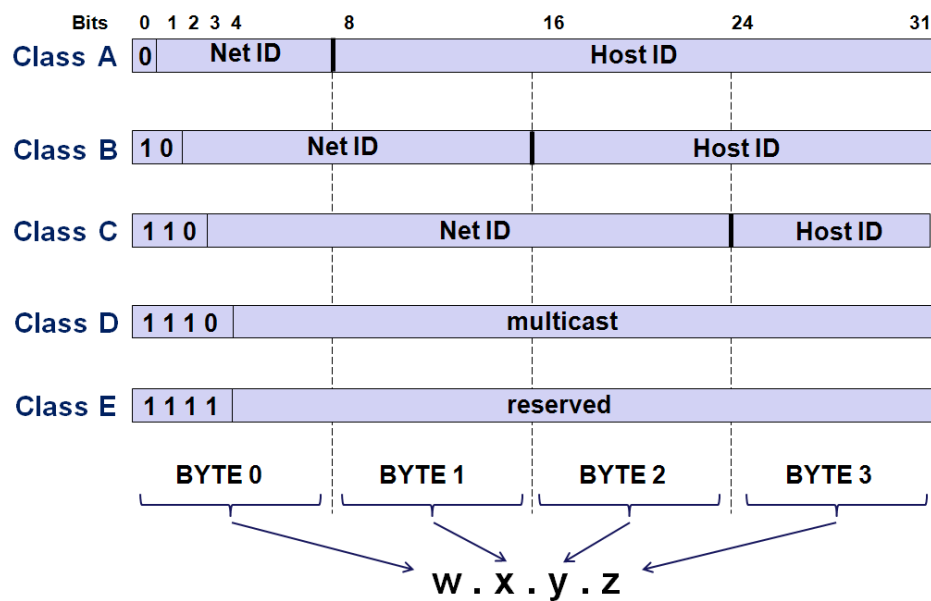 Bits 0 1 2 3 4 8 16 24 31
Class A 0 Net ID Host ID
Class B 1 0 Net ID Host ID
Class C 1 1 0 Net ID Host ID
Class D 1 1 1 0 multicast
Class E 1 1 1 1 reserved
BYTE 0 BYTE 1 BYTE 2 BYTE 3
w . x . y . z